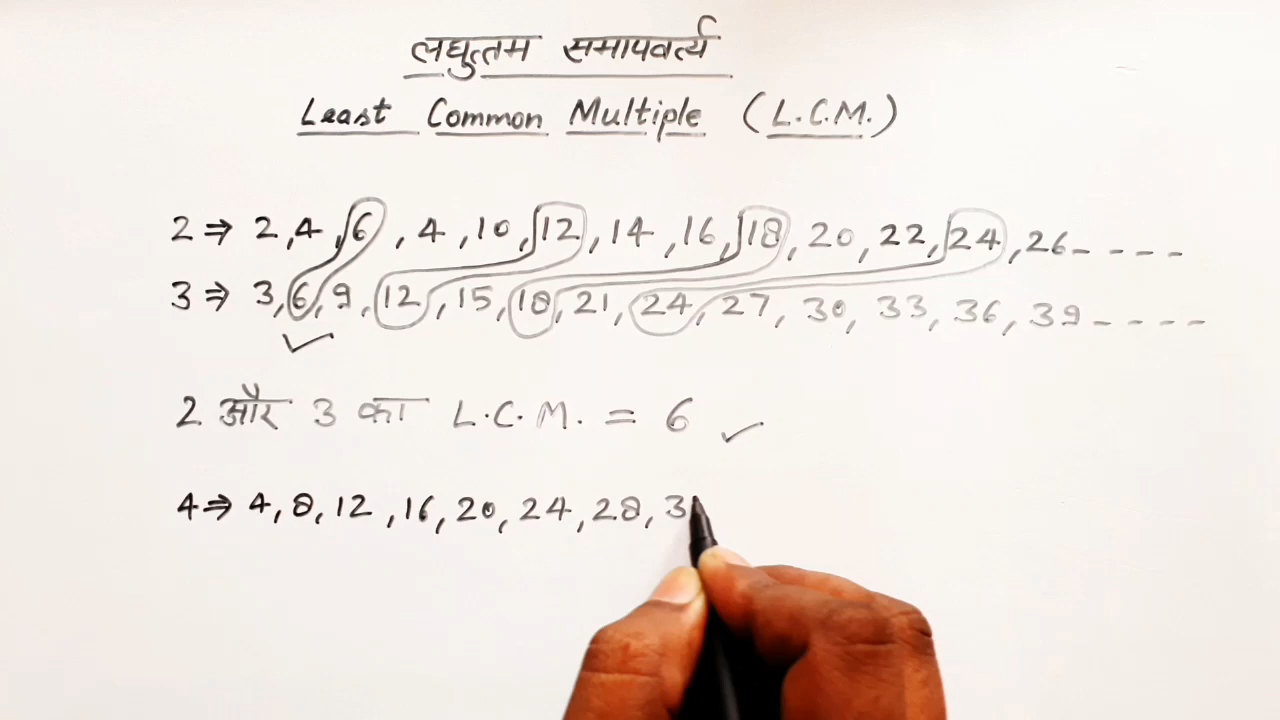 लघुत्तम समापवर्त्य
Least Common Multiple (L.C.M.)
2 ⇒ 2, 4, 6, 4, 10, 12, 14, 16, 18, 20, 22, 24, 26- - - -
3 ⇒ 3, 6, 9, 12, 15, 18, 21, 24, 27, 30, 33, 36, 39- - - -
2 और 3 का L.C.M. = 6 ✓
4 ⇒ 4, 8, 12, 16, 20, 24, 28, 3